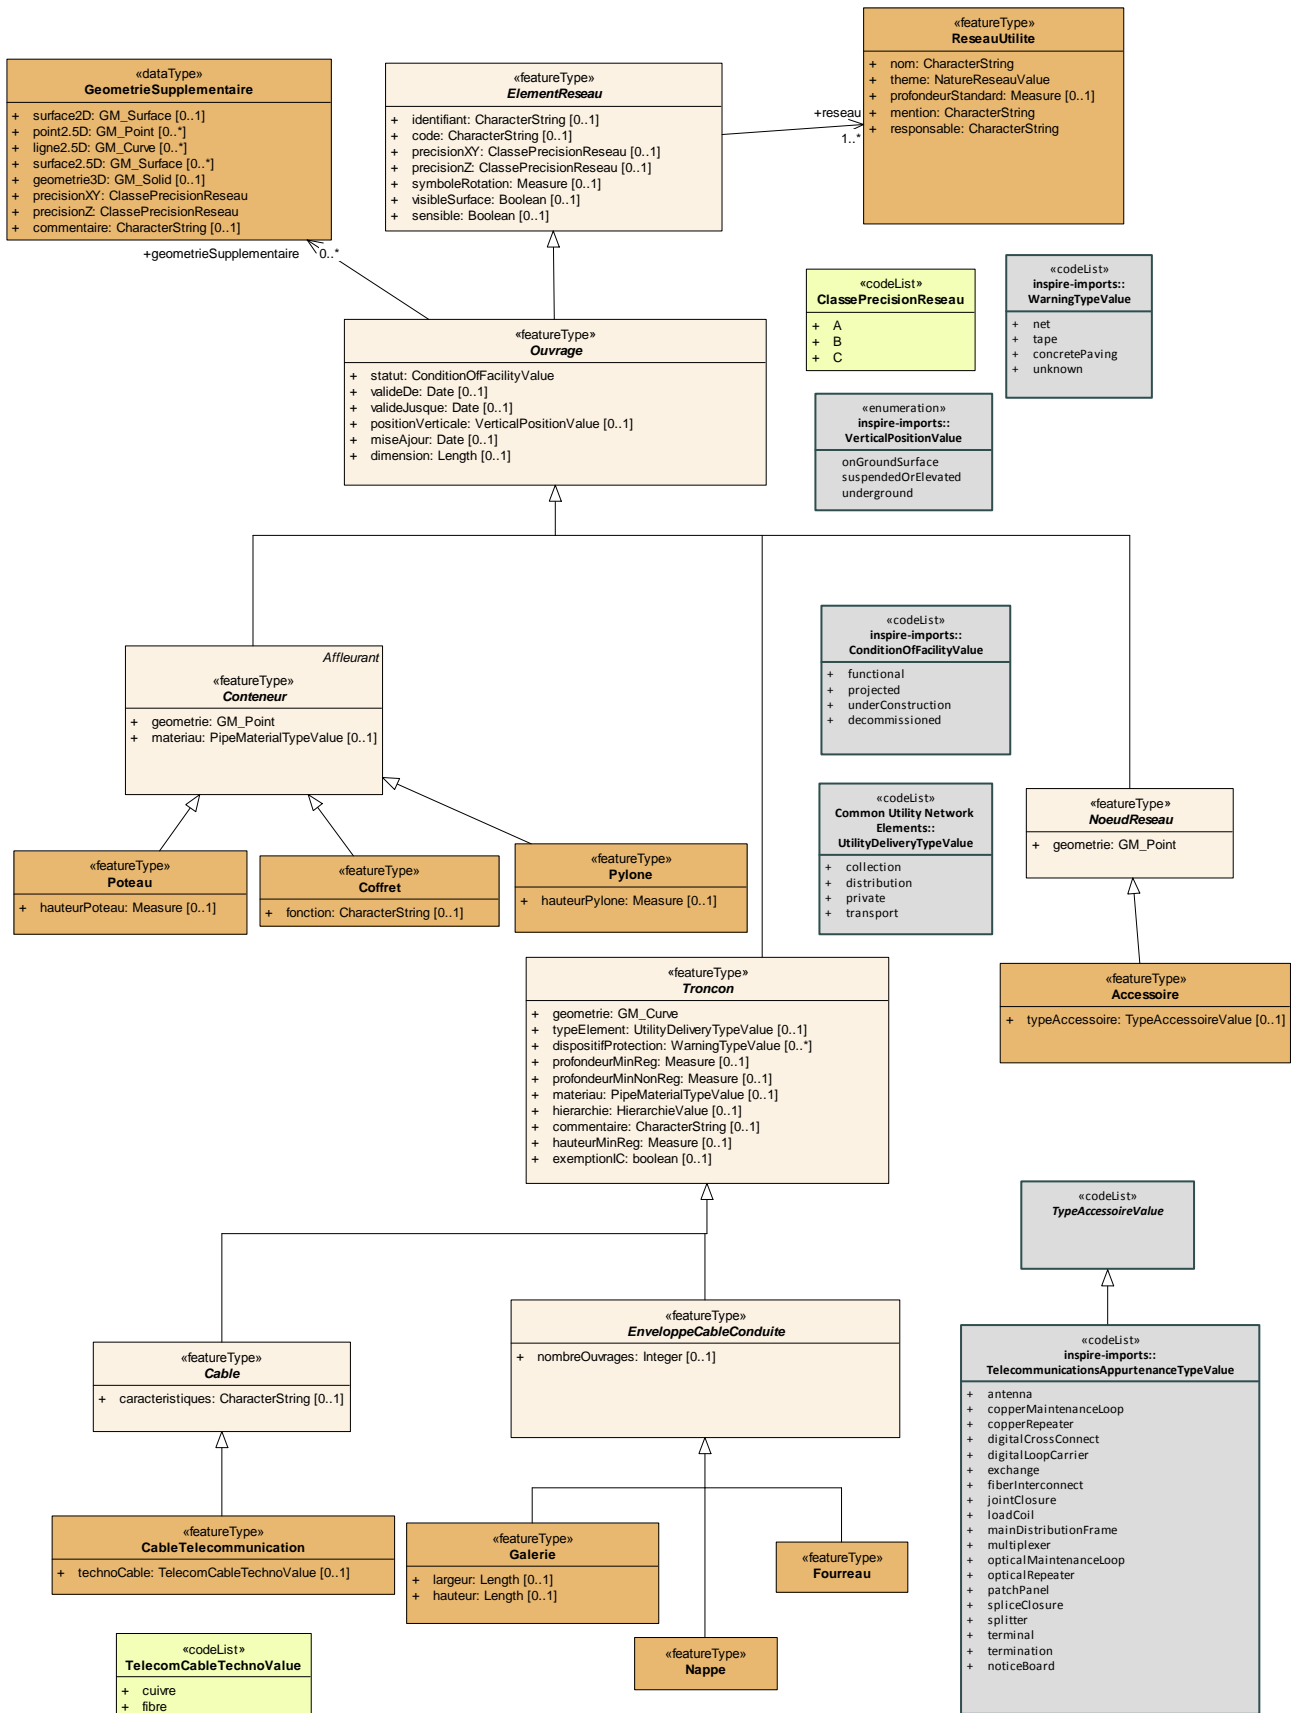 «dataType»
GeometrieSupplementaire
+ surface2D: GM_Surface [0..1]
+ point2.5D: GM_Point [0..*]
+ ligne2.5D: GM_Curve [0..*]
+ surface2.5D: GM_Surface [0..*]
+ geometrie3D: GM_Solid [0..1]
+ precisionXY: ClassePrecisionReseau
+ precisionZ: ClassePrecisionReseau
+ commentaire: CharacterString [0..1]
«featureType»
ElementReseau
+ identifiant: CharacterString [0..1]
+ code: CharacterString [0..1]
+ precisionXY: ClassePrecisionReseau [0..1]
+ precisionZ: ClassePrecisionReseau [0..1]
+ symboleRotation: Measure [0..1]
+ visibleSurface: Boolean [0..1]
+ sensible: Boolean [0..1]
+reseau
1..*
«featureType»
ReseauUtilite
+ nom: CharacterString
+ theme: NatureReseauValue
+ profondeurStandard: Measure [0..1]
+ mention: CharacterString
+ responsable: CharacterString
+geometrieSupplementaire
0..*
«featureType»
Ouvrage
+ statut: ConditionOfFacilityValue
+ valideDe: Date [0..1]
+ valideJusque: Date [0..1]
+ positionVerticale: VerticalPositionValue [0..1]
+ miseAjour: Date [0..1]
+ dimension: Length [0..1]
«codeList»
ClassePrecisionReseau
+ A
+ B
+ C
«codeList»
inspire-imports::
WarningTypeValue
+ net
+ tape
+ concretePaving
+ unknown
«enumeration»
inspire-imports::
VerticalPositionValue
onGroundSurface
suspendedOrElevated
underground
Affleurant
«featureType»
Conteneur
+ geometrie: GM_Point
+ materiau: PipeMaterialTypeValue [0..1]
«codeList»
inspire-imports::
ConditionOfFacilityValue
+ functional
+ projected
+ underConstruction
+ decommissioned
«codeList»
Common Utility Network
Elements::
UtilityDeliveryTypeValue
+ collection
+ distribution
+ private
+ transport
«featureType»
NoeudReseau
+ geometrie: GM_Point
«featureType»
Poteau
+ hauteurPoteau: Measure [0..1]
«featureType»
Coffret
+ fonction: CharacterString [0..1]
«featureType»
Pylone
+ hauteurPylone: Measure [0..1]
«featureType»
Troncon
+ geometrie: GM_Curve
+ typeElement: UtilityDeliveryTypeValue [0..1]
+ dispositifProtection: WarningTypeValue [0..*]
+ profondeurMinReg: Measure [0..1]
+ profondeurMinNonReg: Measure [0..1]
+ materiau: PipeMaterialTypeValue [0..1]
+ hierarchie: HierarchieValue [0..1]
+ commentaire: CharacterString [0..1]
+ hauteurMinReg: Measure [0..1]
+ exemptionIC: boolean [0..1]
«featureType»
Accessoire
+ typeAccessoire: TypeAccessoireValue [0..1]
«codeList»
TypeAccessoireValue
«featureType»
Cable
+ caracteristiques: CharacterString [0..1]
«featureType»
EnveloppeCableConduite
+ nombreOuvrages: Integer [0..1]
«codeList»
inspire-imports::
TelecommunicationsAppurtenanceTypeValue
+ antenna
+ copperMaintenanceLoop
+ copperRepeater
+ digitalCrossConnect
+ digitalLoopCarrier
+ exchange
+ fiberInterconnect
+ jointClosure
+ loadCoil
+ mainDistributionFrame
+ multiplexer
+ opticalMaintenanceLoop
+ opticalRepeater
+ patchPanel
+ spliceClosure
+ splitter
+ terminal
+ termination
+ noticeBoard
«featureType»
CableTelecommunication
+ technoCable: TelecomCableTechnoValue [0..1]
«featureType»
Galerie
+ largeur: Length [0..1]
+ hauteur: Length [0..1]
«featureType»
Fourreau
«featureType»
Nappe
«codeList»
TelecomCableTechnoValue
+ cuivre
+ fibre